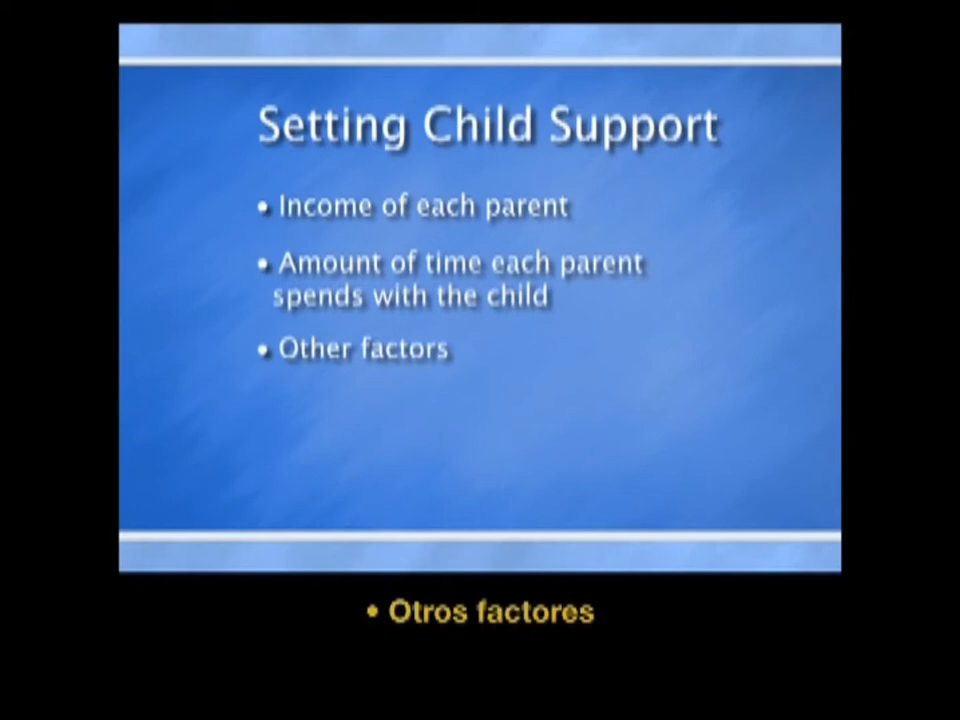 Setting Child Support
• Income of each parent
• Amount of time each parent
spends with the child
• Other factors
• Otros factores